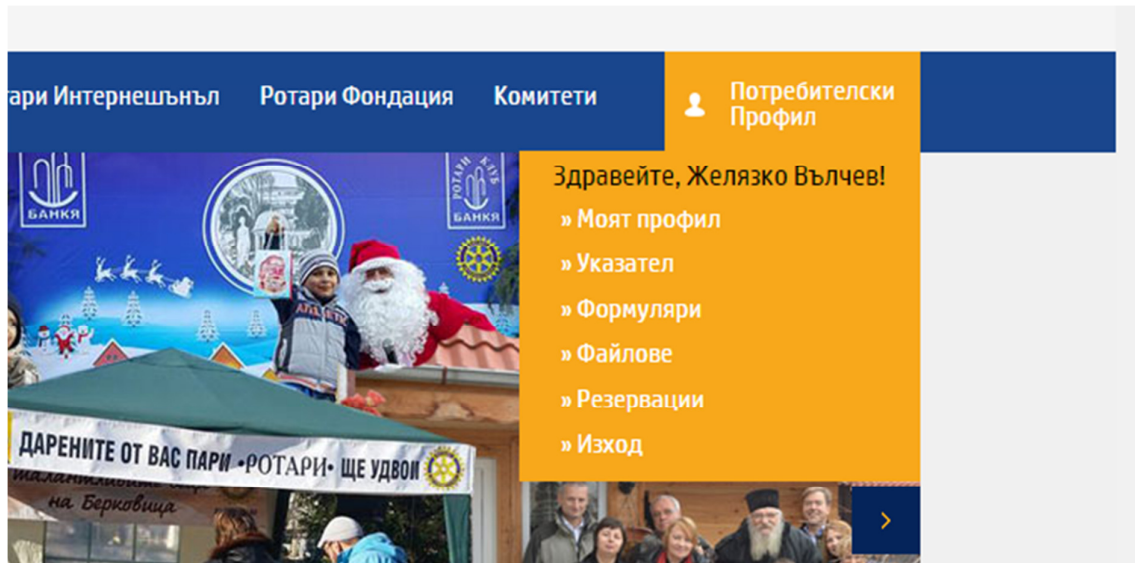 тари Интернешънъл
Ротари Фондация
Комитети
Потребителски
Профил
Здравейте, Желязко Вълчев!
» Моят профил
» Указател
» Формуляри
» Файлове
» Резервации
» Изход
БАНКЯ
РОТАРИ КЛУБ
БАНКЯ
ДАРЕНИТЕ ОТ ВАС ПАРИ •РОТАРИ• ЩЕ УДВОИ
на Берковица